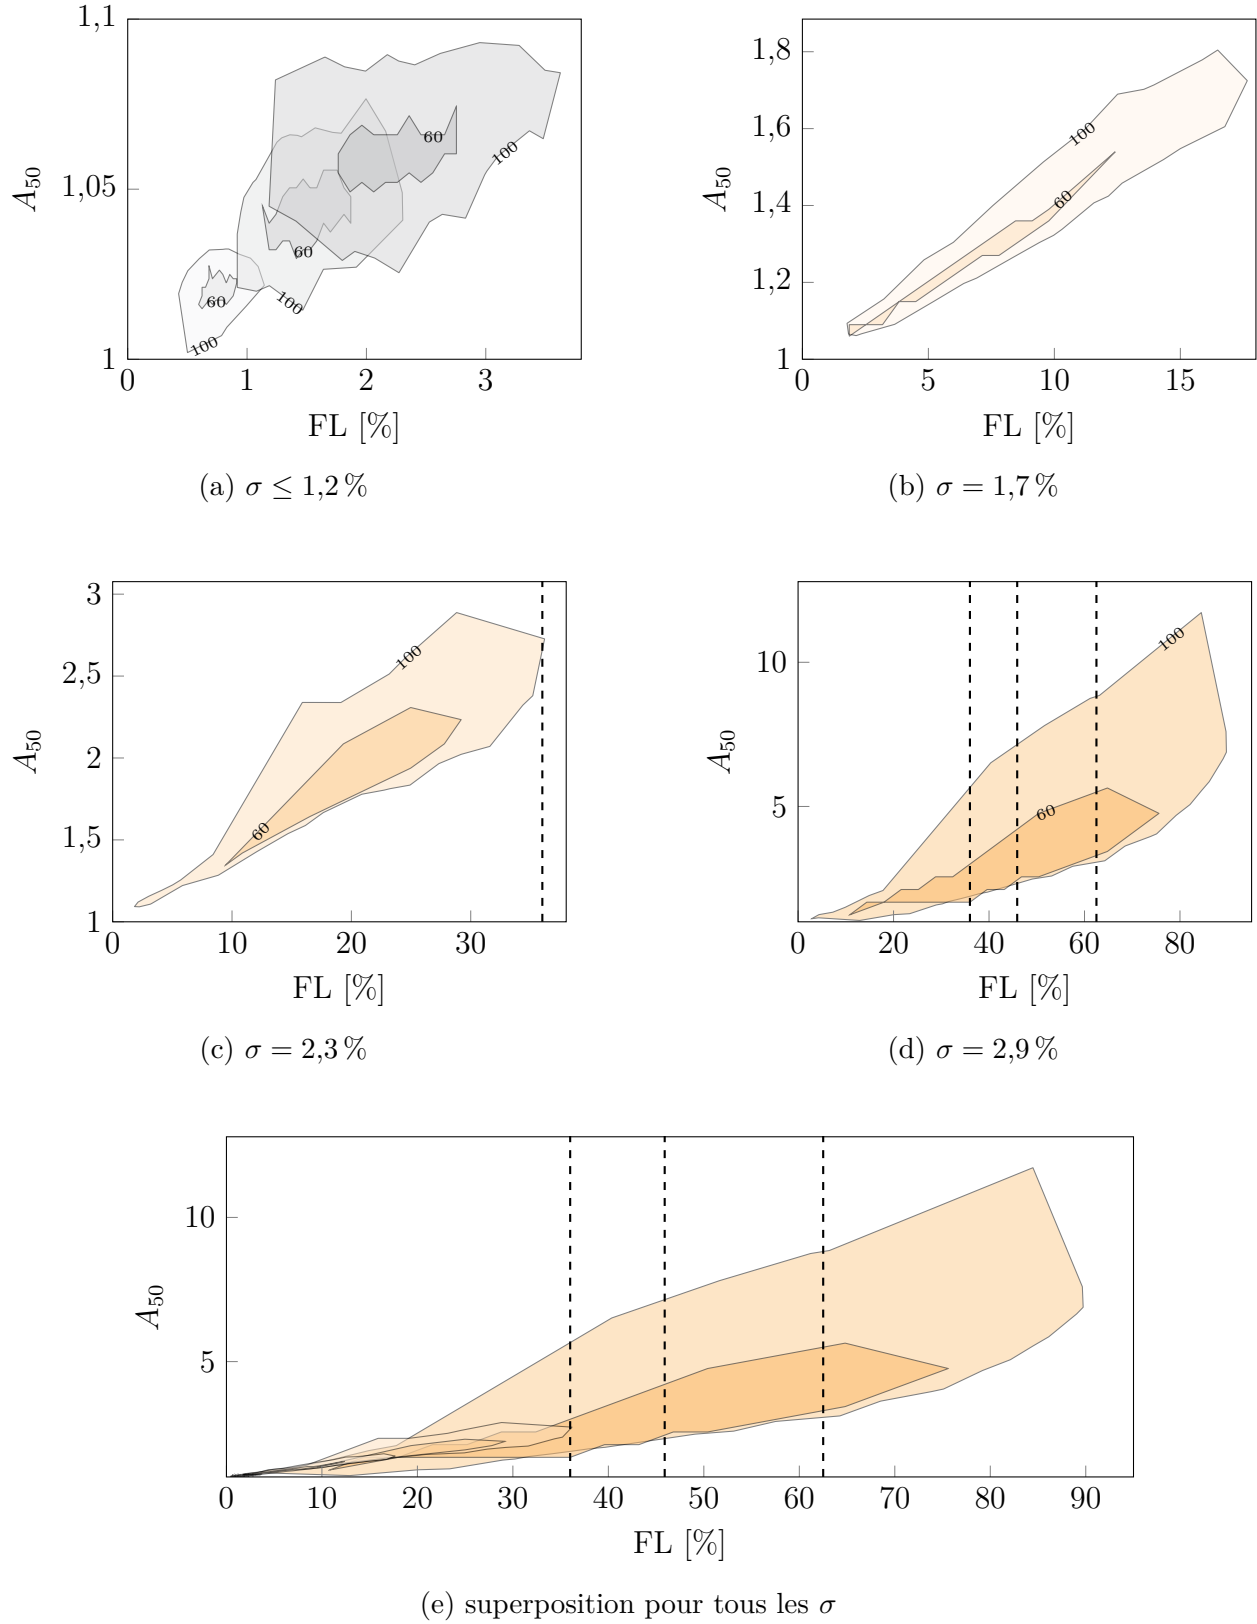 1,1
1,05
1
A50
60
100
60
100
60
100
0 1 2 3
FL [%]
(a) σ ≤ 1,2 %
1,8
1,6
1,4
1,2
1
A50
100
60
0 5 10 15
FL [%]
(b) σ = 1,7 %
3
2,5
2
1,5
1
A50
100
60
0 10 20 30
FL [%]
(c) σ = 2,3 %
10
5
A50
100
60
0 20 40 60 80
FL [%]
(d) σ = 2,9 %
10
5
A50
0 10 20 30 40 50 60 70 80 90
FL [%]
(e) superposition pour tous les σ